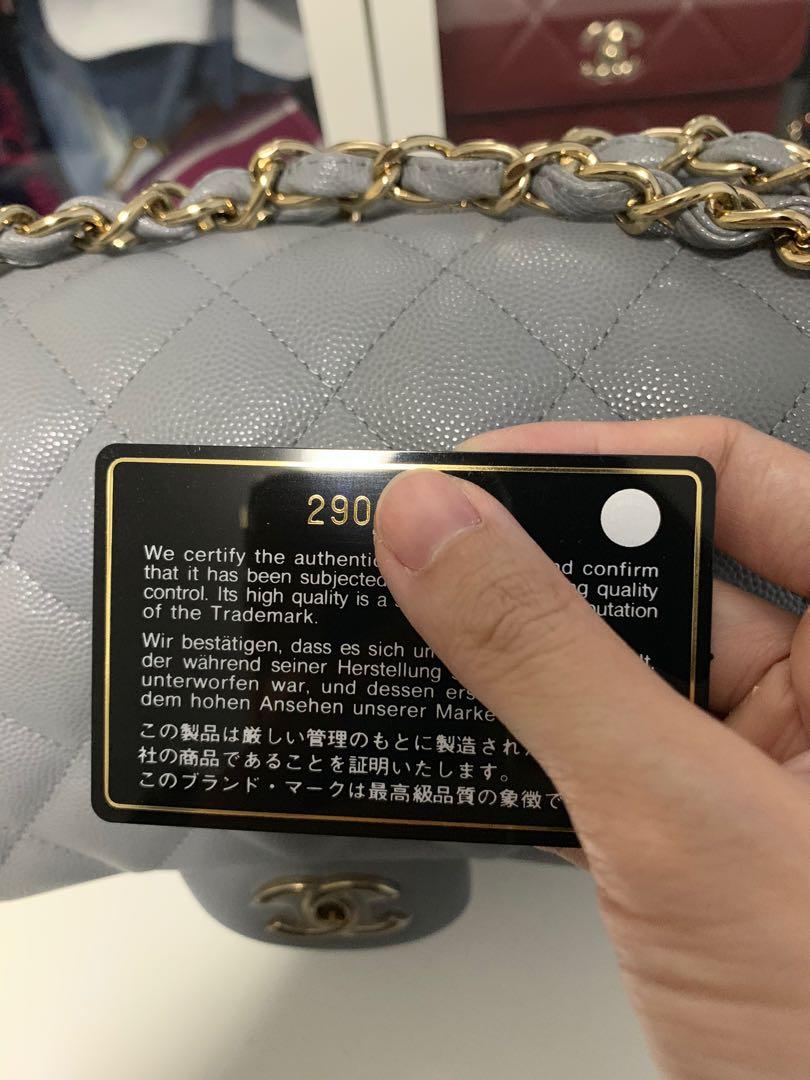 290
We certify the nd confirm
that it has been subjected quality
control. Its high quality is a
of the Trademark.
Wir bestätigen, dass es sich
der während seiner Herstellung
unterworfen war, und dessen
dem hohen Ansehen unserer Marke
この製品は厳しい管理のもとに製造され
社の商品であることを証明いたします。
このブランド・マークは最高級品質の象徴で